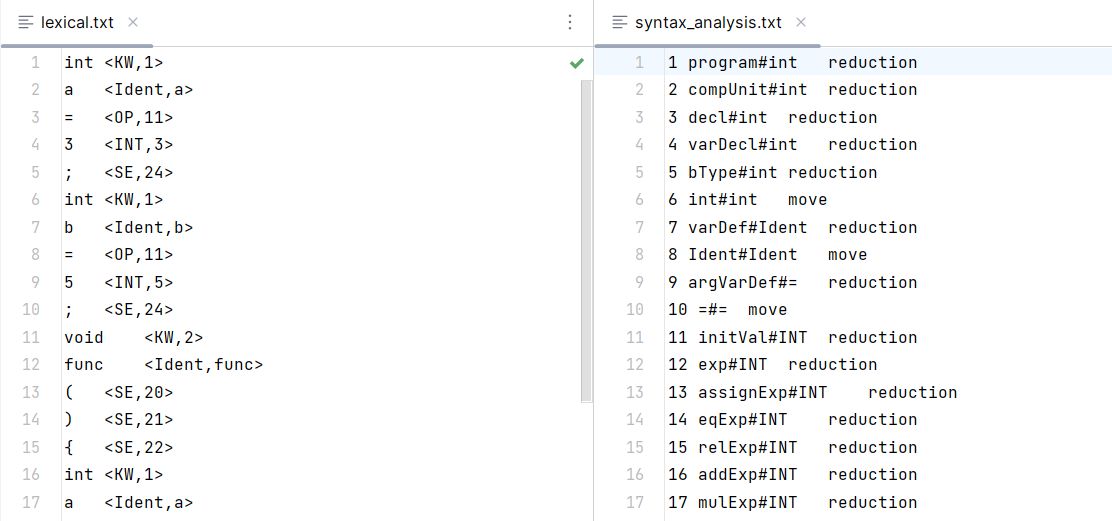 lexical.txt
1 int <KW,1>
2 a <Ident,a>
3 = <OP,11>
4 3 <INT,3>
5 ; <SE,24>
6 int <KW,1>
7 b <Ident,b>
8 = <OP,11>
9 5 <INT,5>
10 ; <SE,24>
11 void <KW,2>
12 func <Ident,func>
13 ( <SE,20>
14 ) <SE,21>
15 { <SE,22>
16 int <KW,1>
17 a <Ident,a>
syntax_analysis.txt
1 1 program#int reduction
2 2 compUnit#int reduction
3 3 decl#int reduction
4 4 varDecl#int reduction
5 5 bType#int reduction
6 6 int#int move
7 7 varDef#Ident reduction
8 8 Ident#Ident move
9 9 argVarDef#= reduction
10 10 =#= move
11 11 initVal#INT reduction
12 12 exp#INT reduction
13 13 assignExp#INT reduction
14 14 eqExp#INT reduction
15 15 relExp#INT reduction
16 16 addExp#INT reduction
17 17 mulExp#INT reduction